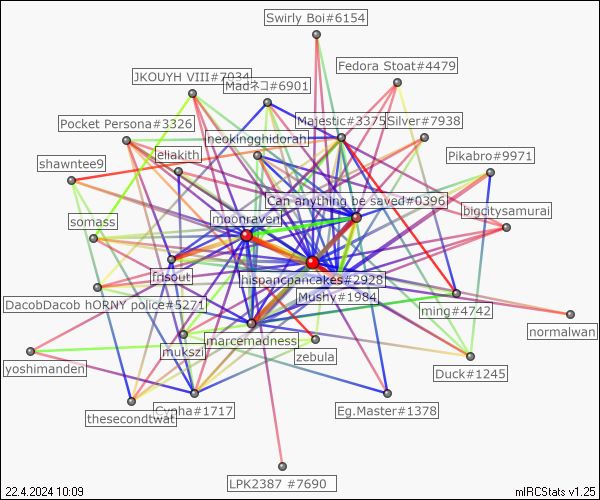 Swirly Boi#6154
Fedora Stoat#4479
JKOUYH VIII#7034
Madネコ#6901
Majestic#3375
Silver#7938
Pocket Persona#3326
neokingghidorah
Pikabro#9971
eliakith
shawntee9
Can anything be saved#0396
bigcitysamurai
moonraven
somass
frisout
hispancpancakes#2928
Mushy#1984
DacobDacob hORNY police#5271
ming#4742
normalwan
marcemadness
mukszi
zebula
yoshimanden
Duck#1245
thesecondtwat
Cynha#1717
Eg.Master#1378
LPK2387 #7690
22.4.2024 10:09
mIRCStats v1.25